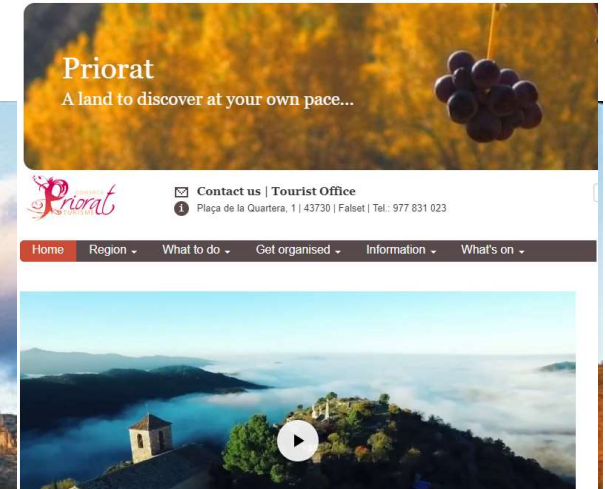 Priorat
A land to discover at your own pace...
Priorat
TURISME
Contact us | Tourist Office
Plaça de la Quartera, 1 | 43730 | Falset | Tel.: 977 831 023
Home Region What to do Get organised Information What's on